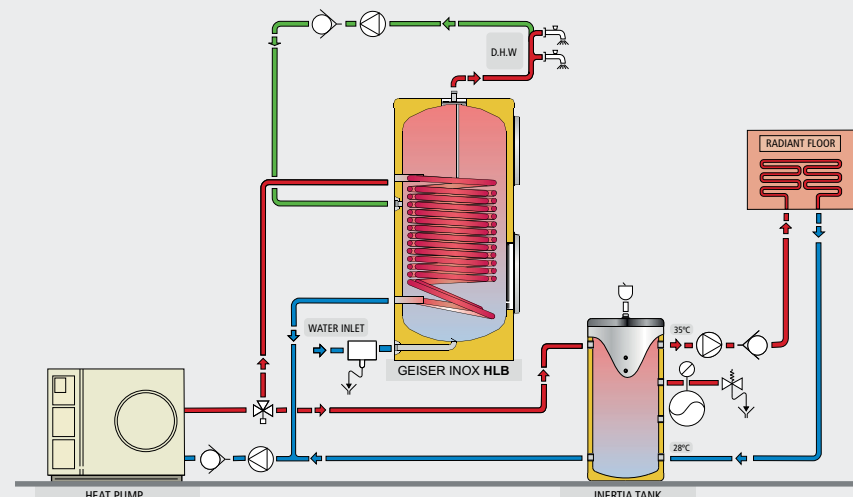 D.H.W
RADIANT FLOOR
WATER INLET
35ºC
GEISER INOX HLB
28ºC
HEAT PUMP
INERTIA TANK